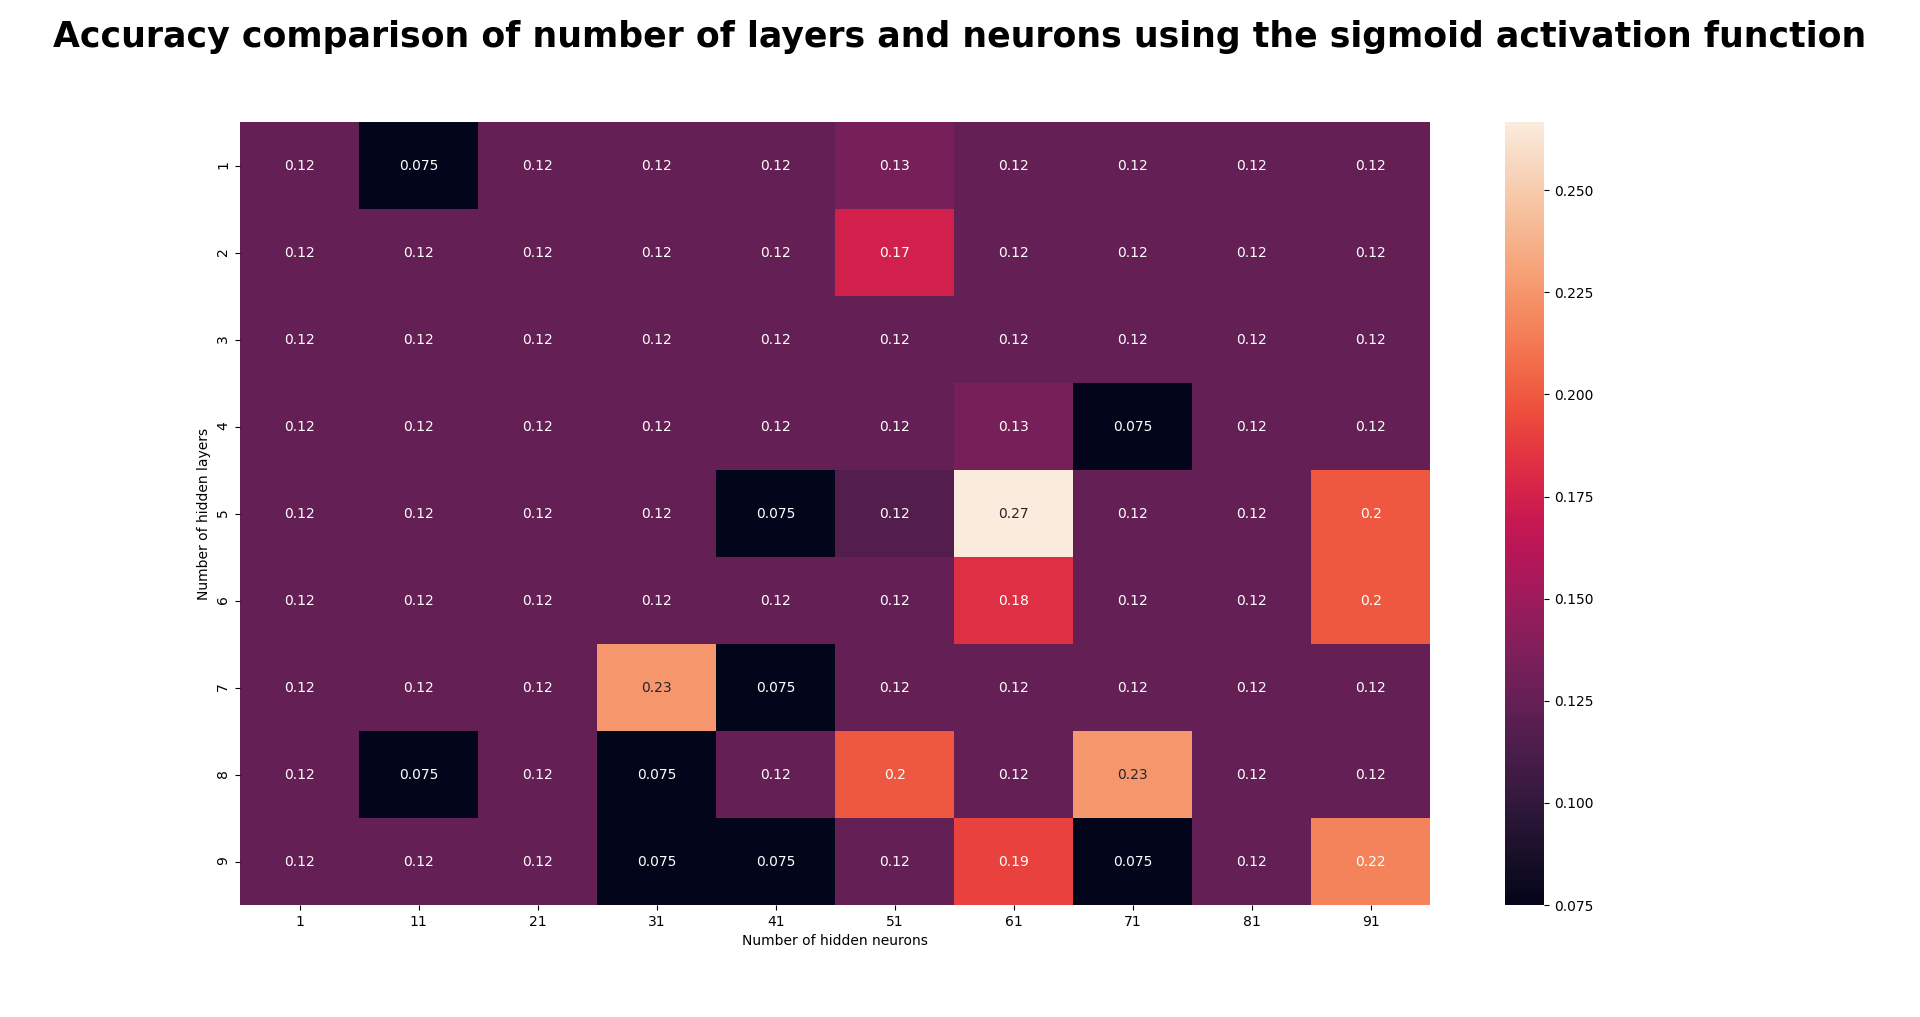 Accuracy comparison of number of layers and neurons using the sigmoid activation function
1 0.12 0.075 0.12 0.12 0.12 0.13 0.12 0.12 0.12 0.12
2 0.12 0.12 0.12 0.12 0.12 0.17 0.12 0.12 0.12 0.12
3 0.12 0.12 0.12 0.12 0.12 0.12 0.12 0.12 0.12 0.12
4 0.12 0.12 0.12 0.12 0.12 0.12 0.13 0.075 0.12 0.12
5 0.12 0.12 0.12 0.12 0.075 0.12 0.27 0.12 0.12 0.2
6 0.12 0.12 0.12 0.12 0.12 0.12 0.18 0.12 0.12 0.2
7 0.12 0.12 0.12 0.23 0.075 0.12 0.12 0.12 0.12 0.12
8 0.12 0.075 0.12 0.075 0.12 0.2 0.12 0.23 0.12 0.12
9 0.12 0.12 0.12 0.075 0.075 0.12 0.19 0.075 0.12 0.22
1 11 21 31 41 51 61 71 81 91
Number of hidden neurons
Number of hidden layers
0.250
0.225
0.200
0.175
0.150
0.125
0.100
0.075